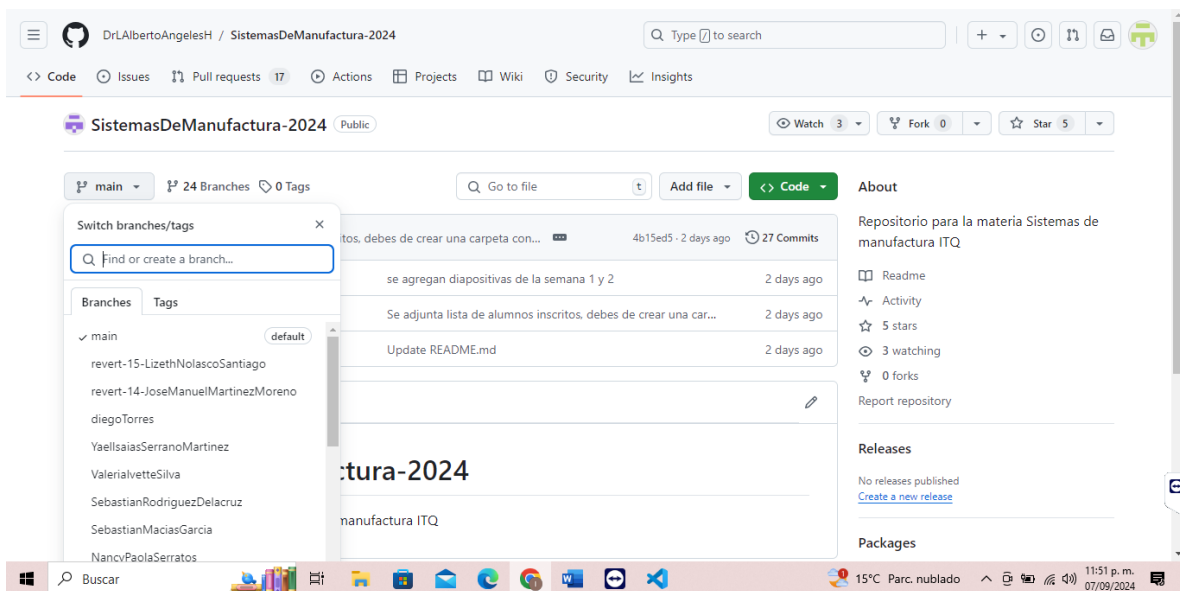 DrLAlbertoAngelesH / SistemasDeManufactura-2024
Type / to search
Code Issues Pull requests 17 Actions Projects Wiki Security Insights
SistemasDeManufactura-2024 Public
Watch 3 Fork 0 Star 5
main 24 Branches 0 Tags Go to file t Add file Code
About
Switch branches/tags
Repositorio para la materia Sistemas de
manufactura ITQ
itos, debes de crear una carpeta con... 4b15ed5 · 2 days ago 27 Commits
Find or create a branch...
Readme
se agregan diapositivas de la semana 1 y 2 2 days ago
Branches Tags
Activity
Se adjunta lista de alumnos inscritos, debes de crear una car... 2 days ago
5 stars
main default
Update README.md 2 days ago
3 watching
revert-15-LizethNolascoSantiago
0 forks
revert-14-JoseManuelMartinezMoreno
Report repository
diegoTorres
YaelIsaiasSerranoMartinez
Releases
ctura-2024
ValeriaIvetteSilva
No releases published
SebastianRodriguezDelacruz
Create a new release
manufactura ITQ
SebastianMaciasGarcia
Packages
NancyPaolaSerratos
Buscar
15°C Parc. nublado
11:51 p. m.
07/09/2024